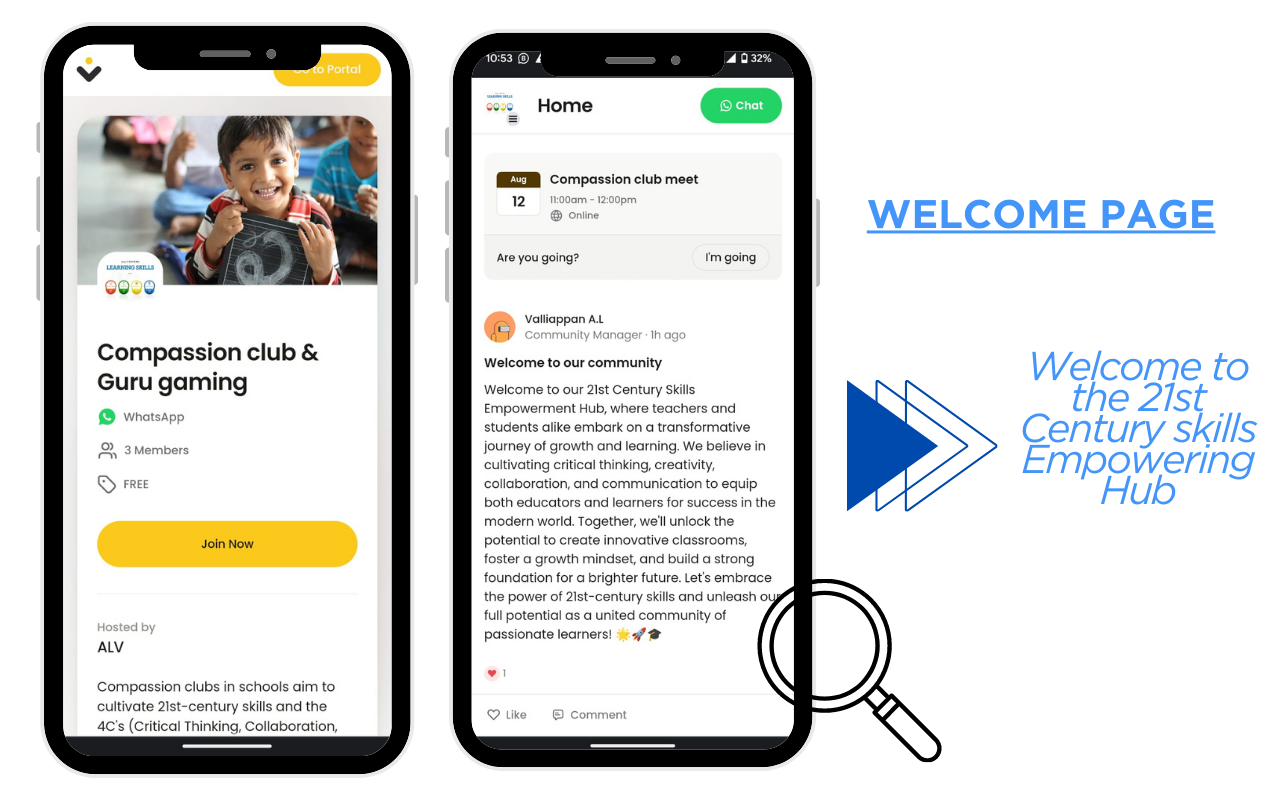 Go to Portal
LEARNING SKILLS
Compassion club &
Guru gaming
WhatsApp
3 Members
FREE
Join Now
Hosted by
ALV
Compassion clubs in schools aim to
cultivate 21st-century skills and the
4C's (Critical Thinking, Collaboration,
10:53
32%
LEARNING SKILLS
Home
Chat
Aug
12
Compassion club meet
11:00am - 12:00pm
Online
Are you going?
I'm going
Valliappan A.L
Community Manager · 1h ago
Welcome to our community
Welcome to our 21st Century Skills
Empowerment Hub, where teachers and
students alike embark on a transformative
journey of growth and learning. We believe in
cultivating critical thinking, creativity,
collaboration, and communication to equip
both educators and learners for success in the
modern world. Together, we'll unlock the
potential to create innovative classrooms,
foster a growth mindset, and build a strong
foundation for a brighter future. Let's embrace
the power of 21st-century skills and unleash our
full potential as a united community of
passionate learners! 🌟🚀🎓
1
Like
Comment
WELCOME PAGE
Welcome to
the 21st
Century skills
Empowering
Hub